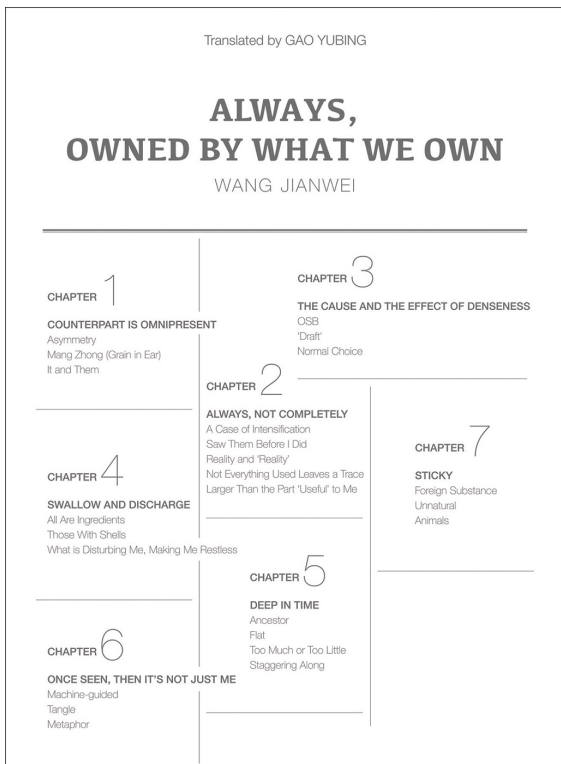 Translated by GAO YUBING
ALWAYS,
OWNED BY WHAT WE OWN
WANG JIANWEI
CHAPTER 1
COUNTERPART IS OMNIPRESENT
Asymmetry
Mang Zhong (Grain in Ear)
It and Them
CHAPTER 2
ALWAYS, NOT COMPLETELY
A Case of Intensification
Saw Them Before I Did
Reality and ‘Reality’
Not Everything Used Leaves a Trace
Larger Than the Part ‘Useful’ to Me
CHAPTER 3
THE CAUSE AND THE EFFECT OF DENSENESS
OSB
‘Draft’
Normal Choice
CHAPTER 4
SWALLOW AND DISCHARGE
All Are Ingredients
Those With Shells
What is Disturbing Me, Making Me Restless
CHAPTER 5
DEEP IN TIME
Ancestor
Flat
Too Much or Too Little
Staggering Along
CHAPTER 6
ONCE SEEN, THEN IT’S NOT JUST ME
Machine-guided
Tangle
Metaphor
CHAPTER 7
STICKY
Foreign Substance
Unnatural
Animals